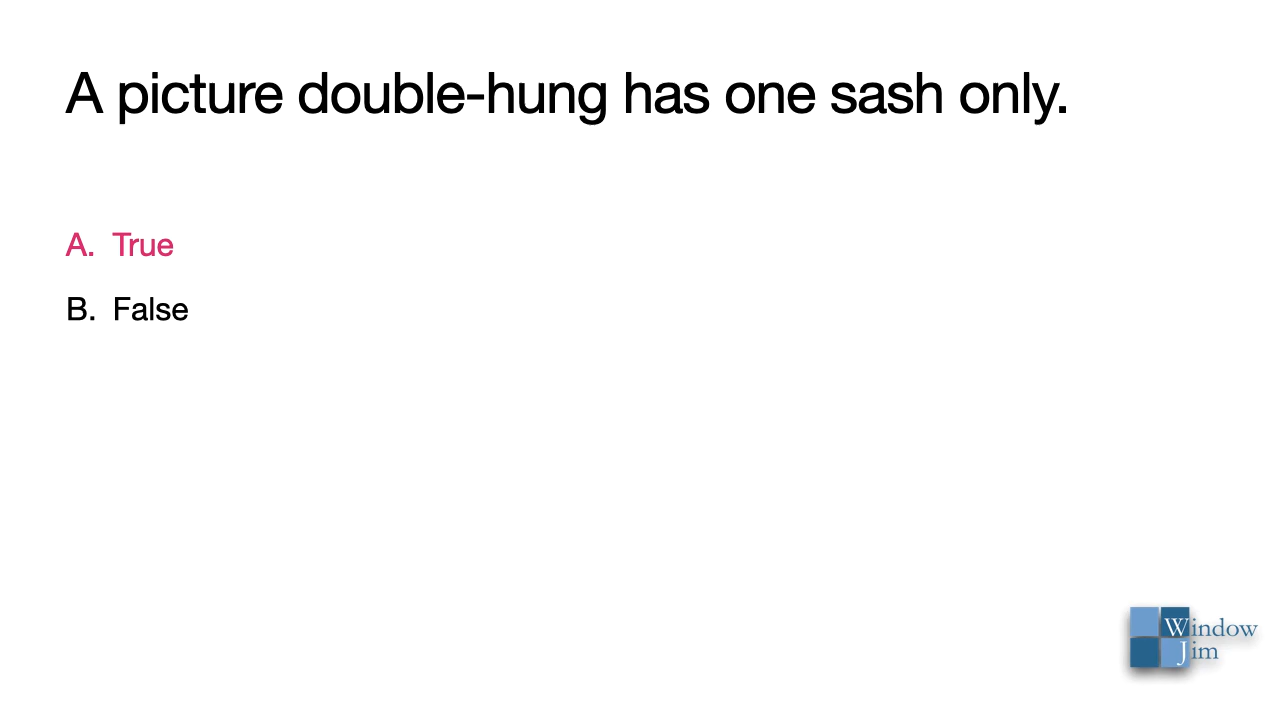 A picture double-hung has one sash only.
A. True
B. False
Window
Jim